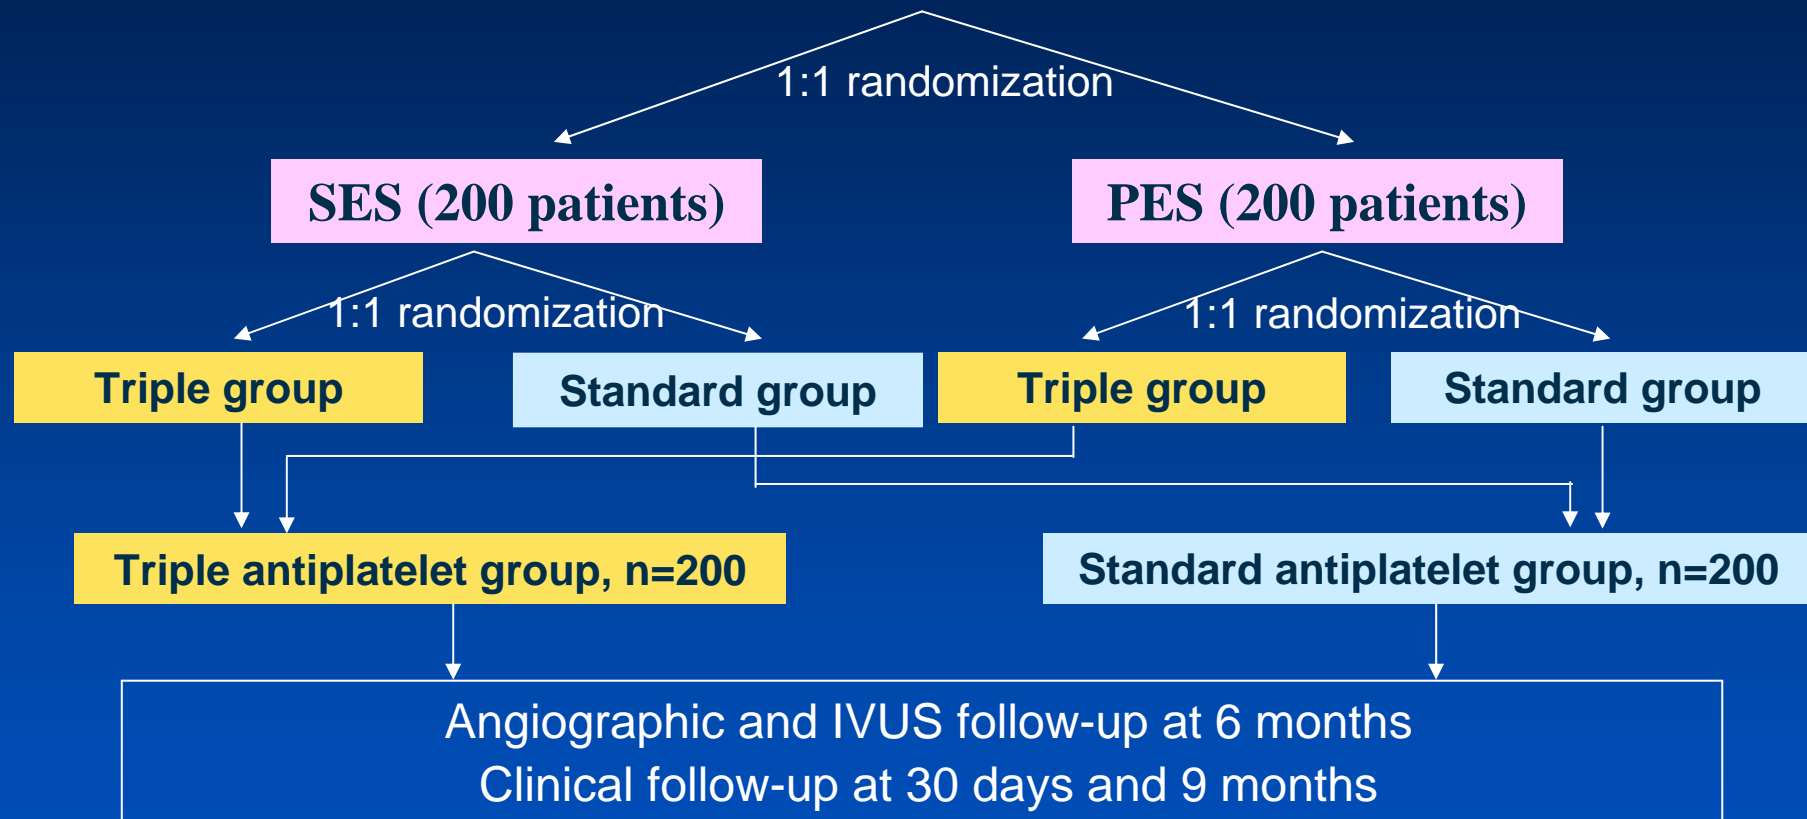 1:1 randomization
SES (200 patients)
PES (200 patients)
1:1 randomization
1:1 randomization
Triple group
Standard group
Triple group
Standard group
Triple antiplatelet group, n=200
Standard antiplatelet group, n=200
Angiographic and IVUS follow-up at 6 months
Clinical follow-up at 30 days and 9 months